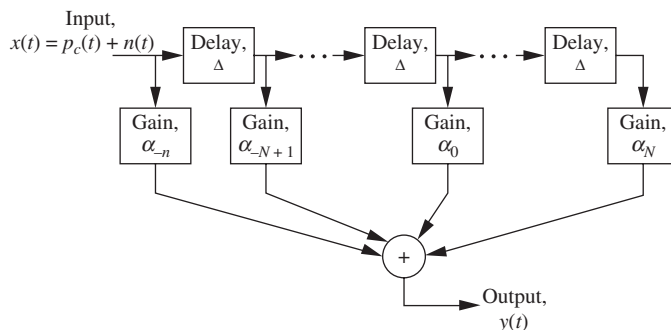 Input,
x(t) = p_c(t) + n(t)
Delay,
Δ
Delay,
Δ
Delay,
Δ
Gain,
α_{–n}
Gain,
α_{–N + 1}
Gain,
α_0
Gain,
α_N
+
Output,
y(t)